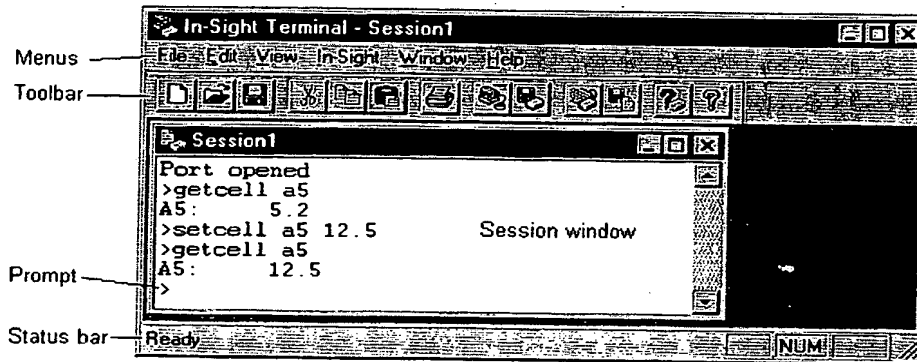 In-Sight Terminal - Session1
Menus
File Edit View In-Sight Window Help
Toolbar
Session1
Port opened
>getcell a5
A5: 5.2
>setcell a5 12.5
Session window
>getcell a5
A5: 12.5
Prompt
>
Status bar
Ready
NUM